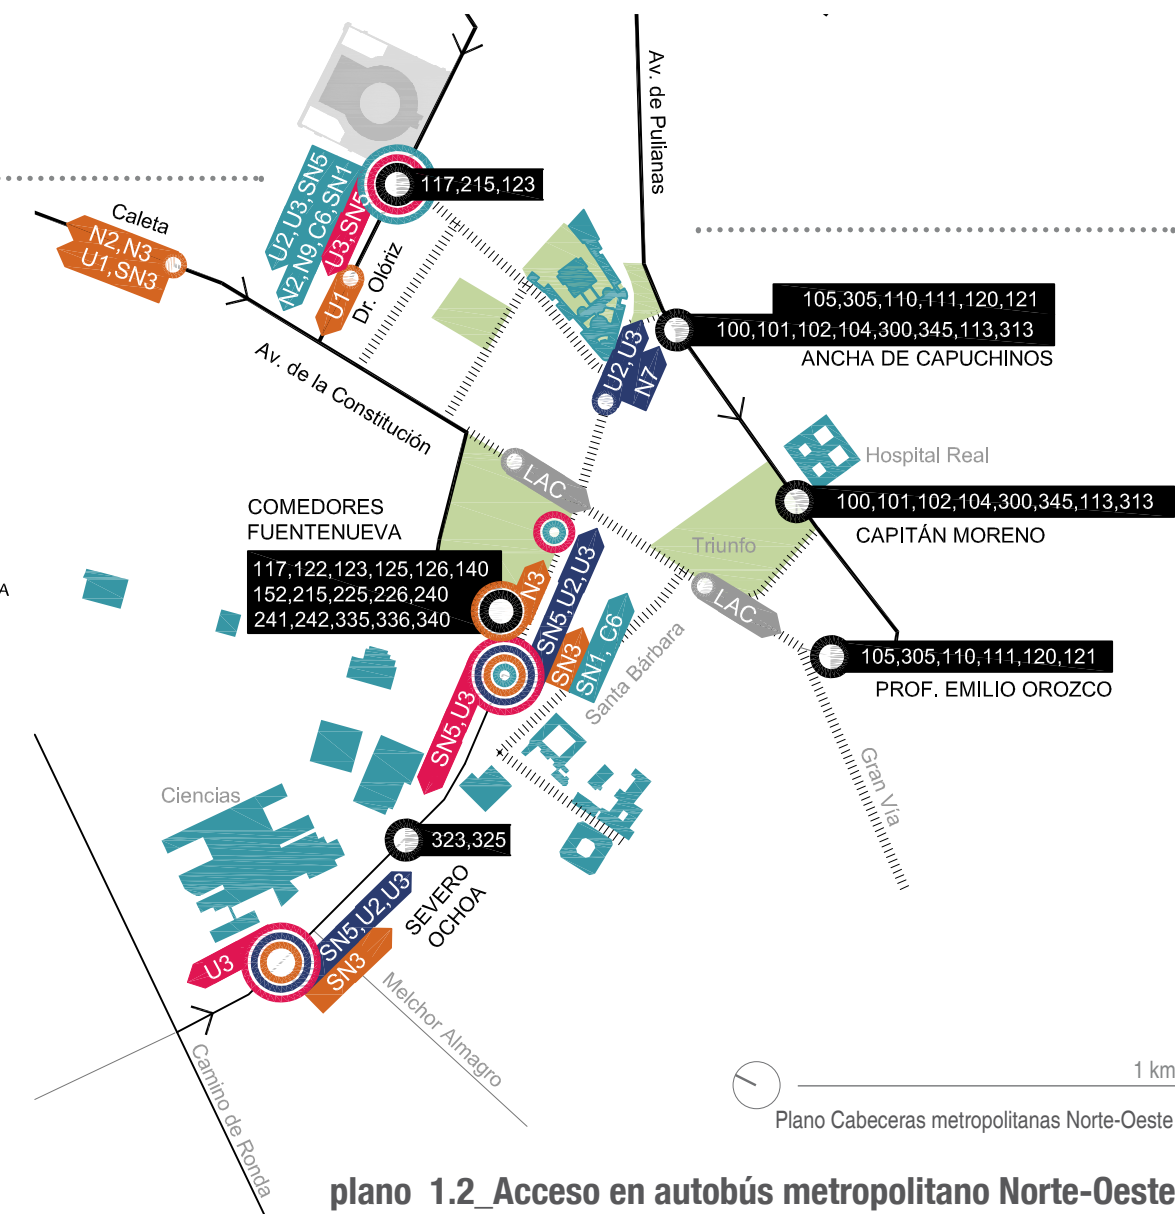 Av. de Pulianas
117,215,123
U2,U3,SN5
N2,N9,C6,SN1
U3,SN5
Caleta
N2,N3
U1,SN3
U1
Dr. Olóriz
Av. de la Constitución
105,305,110,111,120,121
100,101,102,104,300,345,113,313
ANCHA DE CAPUCHINOS
U2,U3
N7
Hospital Real
LAC
100,101,102,104,300,345,113,313
CAPITÁN MORENO
COMEDORES
FUENTENUEVA
117,122,123,125,126,140
152,215,225,226,240
241,242,335,336,340
A
N3
SN5,U2,U3
SN3
SN1, C6
Triunfo
LAC
Santa Bárbara
105,305,110,111,120,121
PROF. EMILIO OROZCO
SN5,U3
Gran Vía
Ciencias
323,325
SEVERO
OCHOA
SN5,U2,U3
SN3
U3
Melchor Almagro
Camino de Ronda
1 km
Plano Cabeceras metropolitanas Norte-Oeste
plano 1.2_Acceso en autobús metropolitano Norte-Oeste